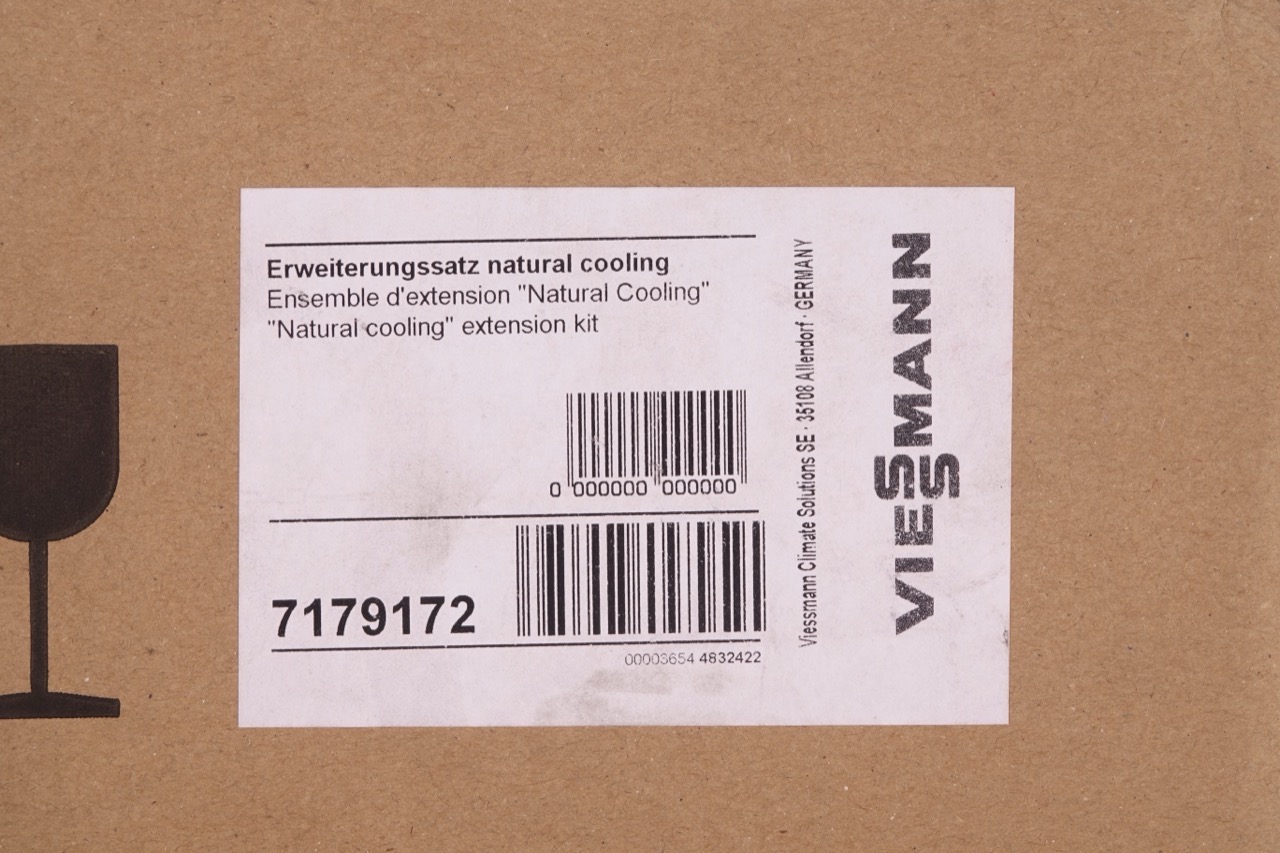 Erweiterungssatz natural cooling
Ensemble d'extension "Natural Cooling"
"Natural cooling" extension kit
0 000000 000000
7179172
00003654 4832422
Viessmann Climate Solutions SE · 35108 Allendorf · GERMANY
VIESSMANN